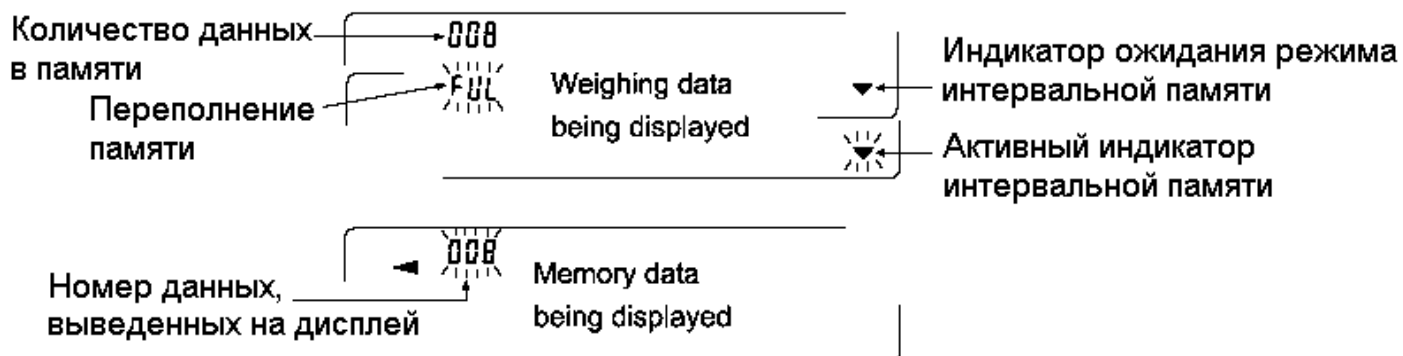 Количество данных
в памяти
008
FUL
Переполнение
памяти
Weighing data
being displayed
Индикатор ожидания режима
интервальной памяти
Активный индикатор
интервальной памяти
008
Номер данных,
выведенных на дисплей
Memory data
being displayed